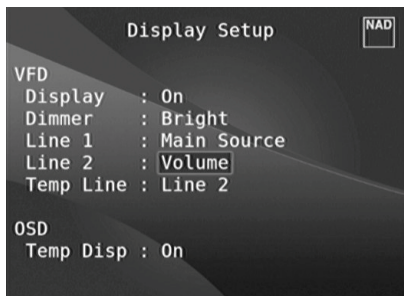 Display Setup
NAD
VFD
Display : On
Dimmer : Bright
Line 1 : Main Source
Line 2 : Volume
Temp Line : Line 2
OSD
Temp Disp : On